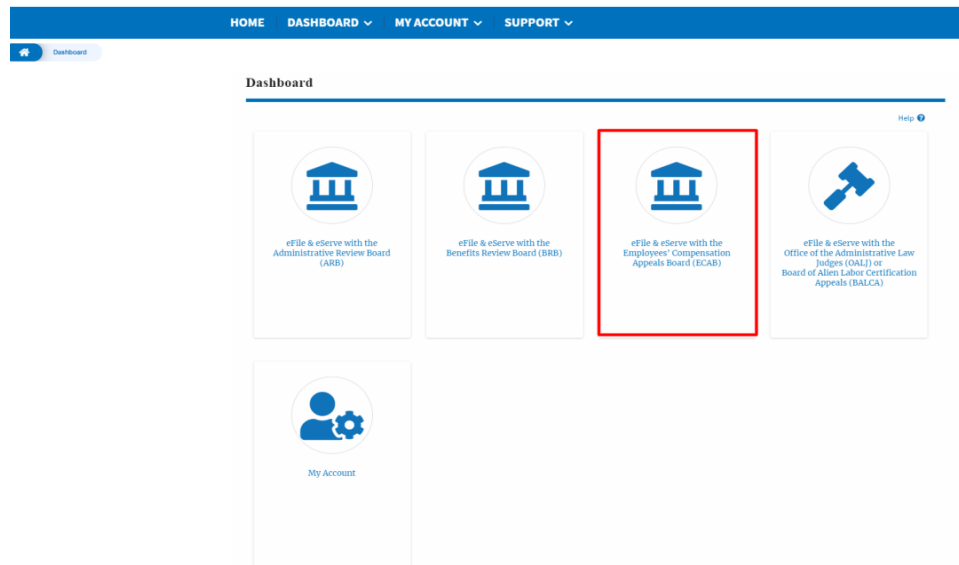 HOME DASHBOARD MY ACCOUNT SUPPORT
Dashboard
Dashboard
Help
eFile & eServe with the
Administrative Review Board
(ARB)
eFile & eServe with the
Benefits Review Board (BRB)
eFile & eServe with the
Employees' Compensation
Appeals Board (ECAB)
eFile & eServe with the
Office of the Administrative Law
Judges (OALJ) or
Board of Alien Labor Certification
Appeals (BALCA)
My Account